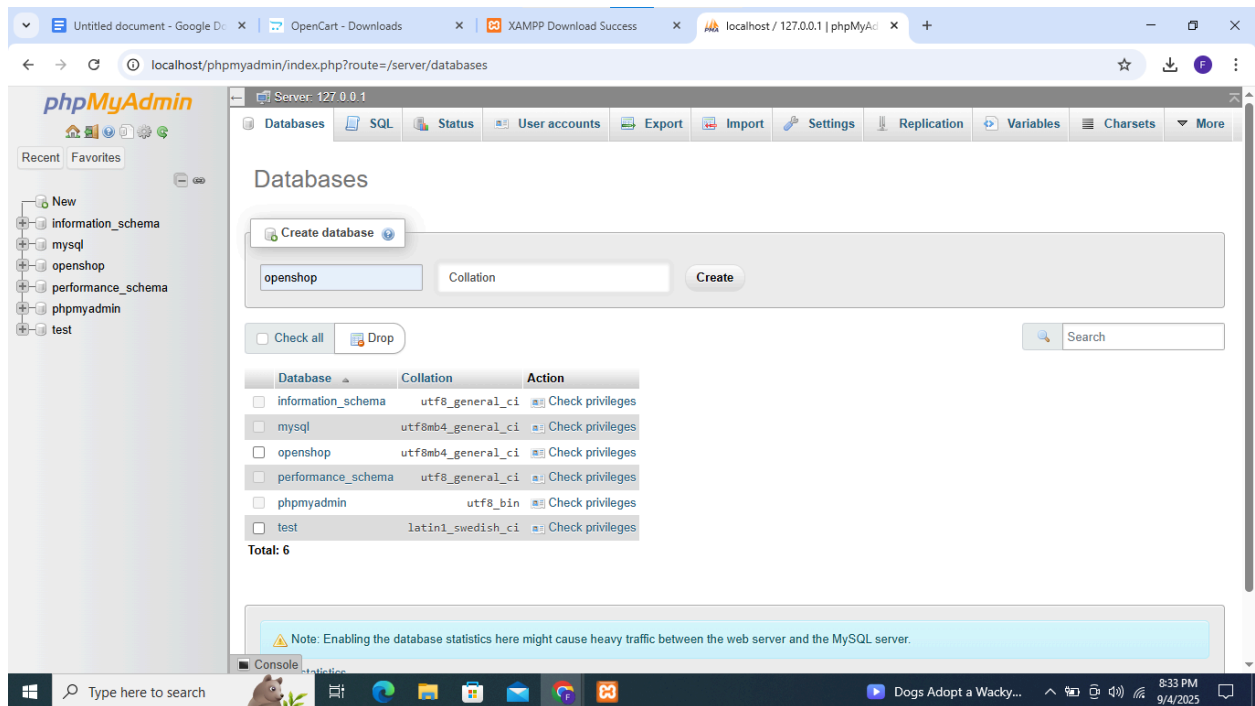 Untitled document - Google Do
OpenCart - Downloads
XAMPP Download Success
localhost / 127.0.0.1 | phpMyAd
localhost/phpmyadmin/index.php?route=/server/databases
F
phpMyAdmin
Server: 127.0.0.1
Databases SQL Status User accounts Export Import Settings Replication Variables Charsets More
Recent Favorites
New
information_schema
mysql
openshop
performance_schema
phpmyadmin
test
Databases
Create database
openshop Collation Create
Check all Drop Search
Database Collation Action
information_schema utf8_general_ci Check privileges
mysql utf8mb4_general_ci Check privileges
openshop utf8mb4_general_ci Check privileges
performance_schema utf8_general_ci Check privileges
phpmyadmin utf8_bin Check privileges
test latin1_swedish_ci Check privileges
Total: 6
Note: Enabling the database statistics here might cause heavy traffic between the web server and the MySQL server.
Console
Type here to search
Dogs Adopt a Wacky...
8:33 PM
9/4/2025